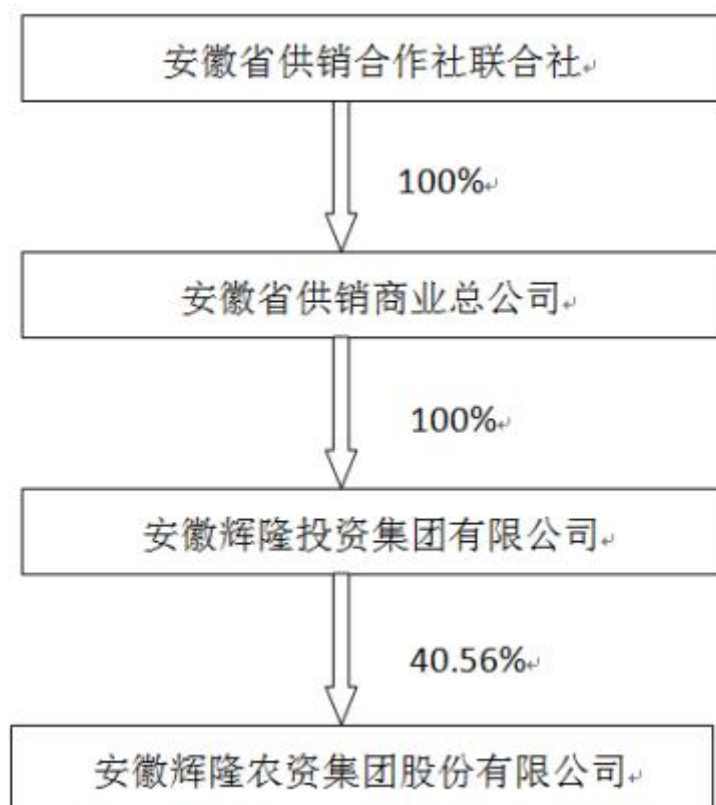 安徽省供销合作社联合社
100%
安徽省供销商业总公司
100%
安徽辉隆投资集团有限公司
40.56%
安徽辉隆农资集团股份有限公司